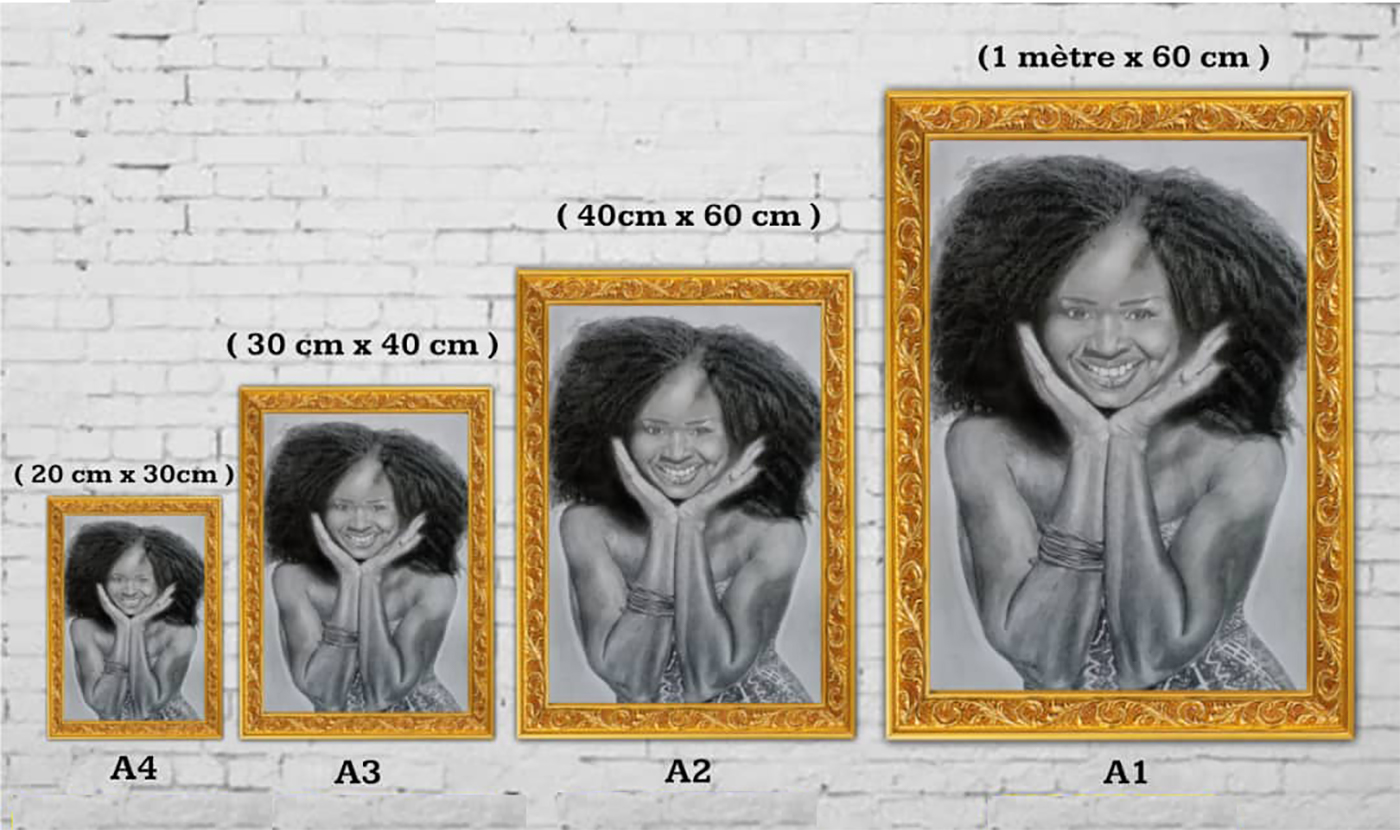 (1 mètre x 60 cm )
( 40cm x 60 cm )
( 30 cm x 40 cm )
( 20 cm x 30cm )
A4
A3
A2
A1